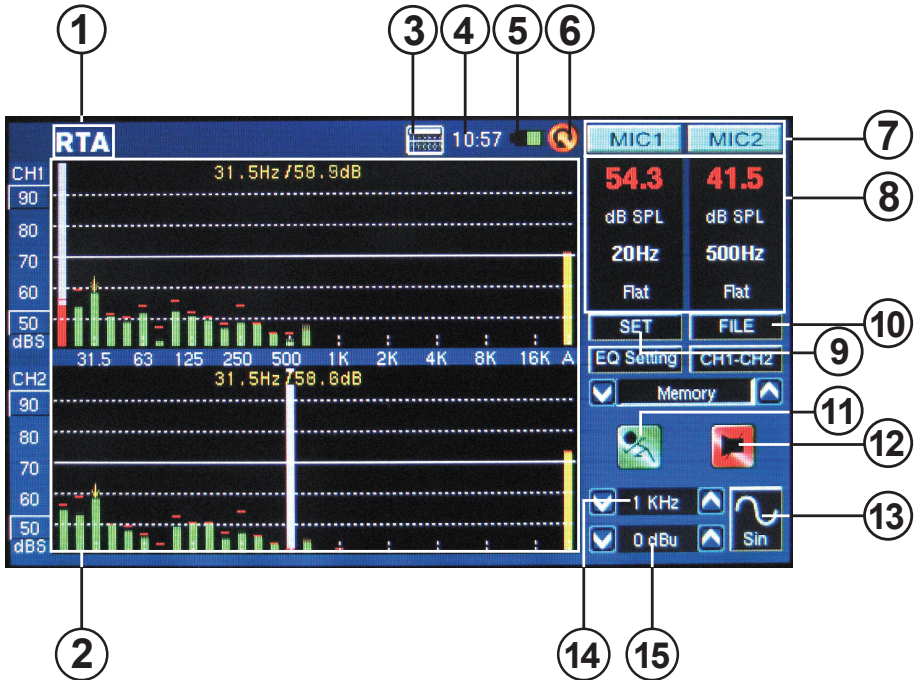 1 3 4 5 6
RTA 10:57 MIC1 MIC2 7
CH1 31.5Hz/58.9dB 54.3 41.5 8
90 dB SPL dB SPL
80 20Hz 500Hz
70 Flat Flat
60
50 SET FILE 10
dBS 31.5 63 125 250 500 1K 2K 4K 8K 16K A EQ Setting CH1-CH2 9
CH2 31.5Hz/58.6dB
90 Memory 11
80 12
70
60 1 KHz
50 0 dBu Sin 13
dBS
2 14 15